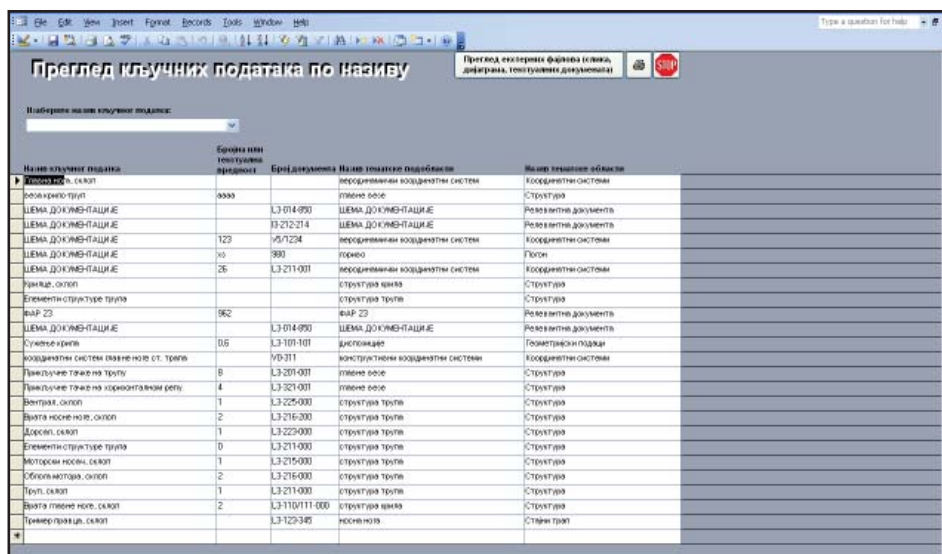 File Edit View Insert Format Records Tools Window Help
Type a question for help
Преглед кључних података по називу
Преглед екстерних фајлова (слика,
дијаграма, текстуалних докумената)
STOP
Изаберите назив кључног податка:
Назив кључног податка Бројна или текстуална вредност Број документа Назив тематске подобласти Назив тематске области
Главна нога, склоп аеродинамички координатни систем Координатни системи
веза крило-труп аааа главне везе Структура
ШЕМА ДОКУМЕНТАЦИЈЕ L3-014-850 ШЕМА ДОКУМЕНТАЦИЈЕ Релевантна документа
ШЕМА ДОКУМЕНТАЦИЈЕ I3-212-214 ШЕМА ДОКУМЕНТАЦИЈЕ Релевантна документа
ШЕМА ДОКУМЕНТАЦИЈЕ 123 v5/1234 аеродинамички координатни систем Координатни системи
ШЕМА ДОКУМЕНТАЦИЈЕ 980 гориво Погон
ШЕМА ДОКУМЕНТАЦИЈЕ 26 L3-211-001 аеродинамички координатни систем Координатни системи
Крилце, склоп структура крила Структура
Елементи структуре трупа структура трупа Структура
ФАР 23 962 ФАР 23 Релевантна документа
ШЕМА ДОКУМЕНТАЦИЈЕ L3-014-850 ШЕМА ДОКУМЕНТАЦИЈЕ Релевантна документа
Сужење крила 0,6 L3-101-101 диспозиције Геометријски подаци
координатни систем главне ноге ст. трапа VD-311 конструктивни координатни системи Координатни системи
Прикључне тачке на трупу 8 L3-201-001 главне везе Структура
Прикључне тачке на хоризонталном репу 4 L3-321-001 главне везе Структура
Вентрал, склоп 1 L3-225-000 структура трупа Структура
Врата носне ноге, склоп 2 L3-216-200 структура трупа Структура
Дорсал, склоп 1 L3-223-000 структура трупа Структура
Елементи структуре трупа 0 L3-211-000 структура трупа Структура
Моторски носач, склоп 1 L3-215-000 структура трупа Структура
Облога мотора, склоп 2 L3-216-000 структура трупа Структура
Труп, склоп 1 L3-211-000 структура трупа Структура
Врата главне ноге, склоп 2 L3-110/111-000 структура крила Структура
Тример правца, склоп L3-123-345 носна нога Стајни трап